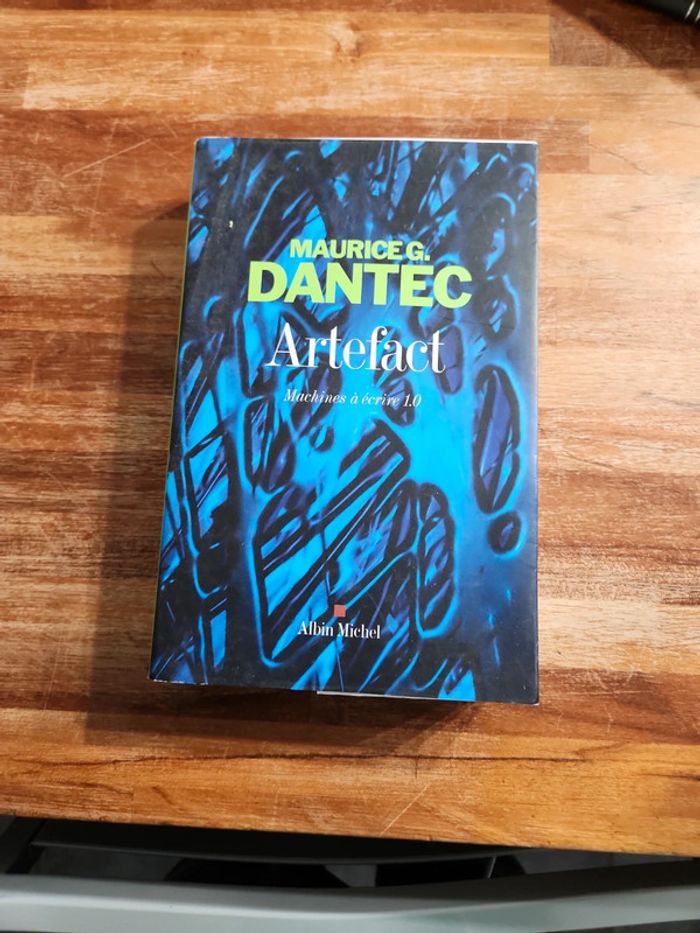 MAURICE G.
DANTEC
Artefact
Machines à écrire 1.0
Albin Michel